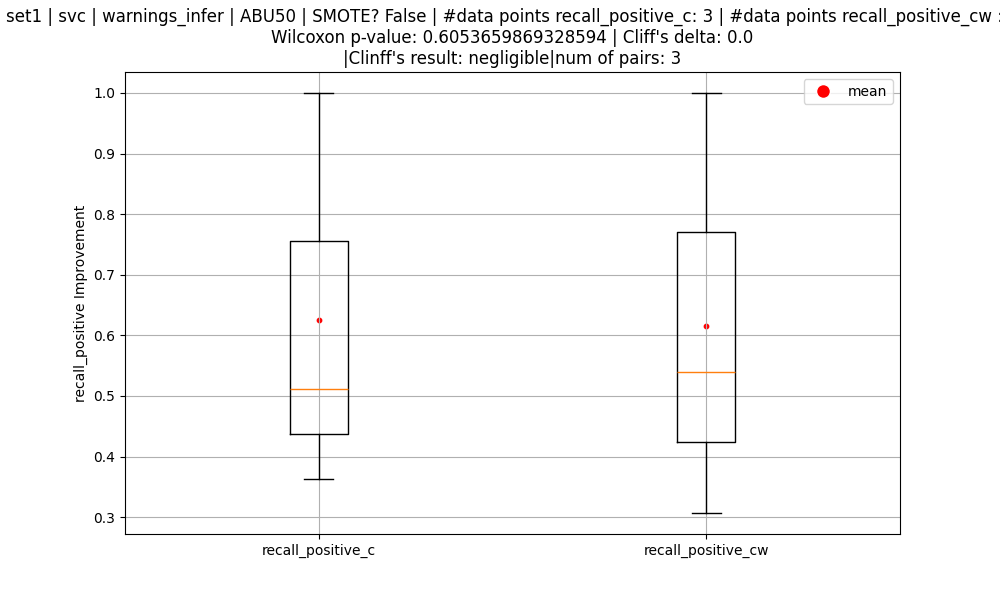 set1 | svc | warnings_infer | ABU50 | SMOTE? False | #data points recall_positive_c: 3 | #data points recall_positive_cw :
Wilcoxon p-value: 0.6053659869328594 | Cliff's delta: 0.0
|Clinff's result: negligible|num of pairs: 3
mean
1.0
0.9
0.8
0.7
0.6
0.5
0.4
0.3
recall_positive Improvement
recall_positive_c
recall_positive_cw